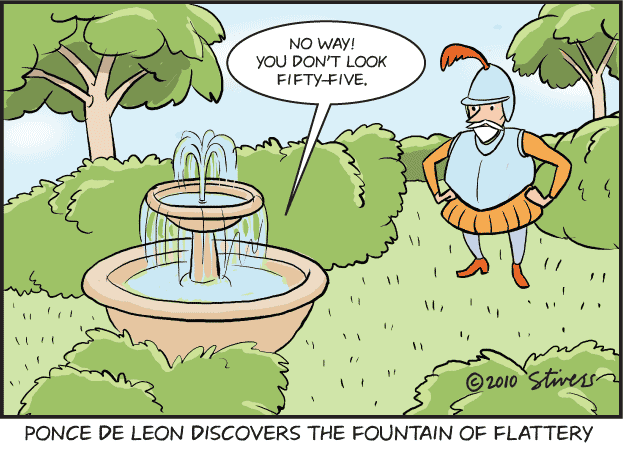 NO WAY!
YOU DON'T LOOK
FIFTY-FIVE.
©2010 Stivers
PONCE DE LEON DISCOVERS THE FOUNTAIN OF FLATTERY